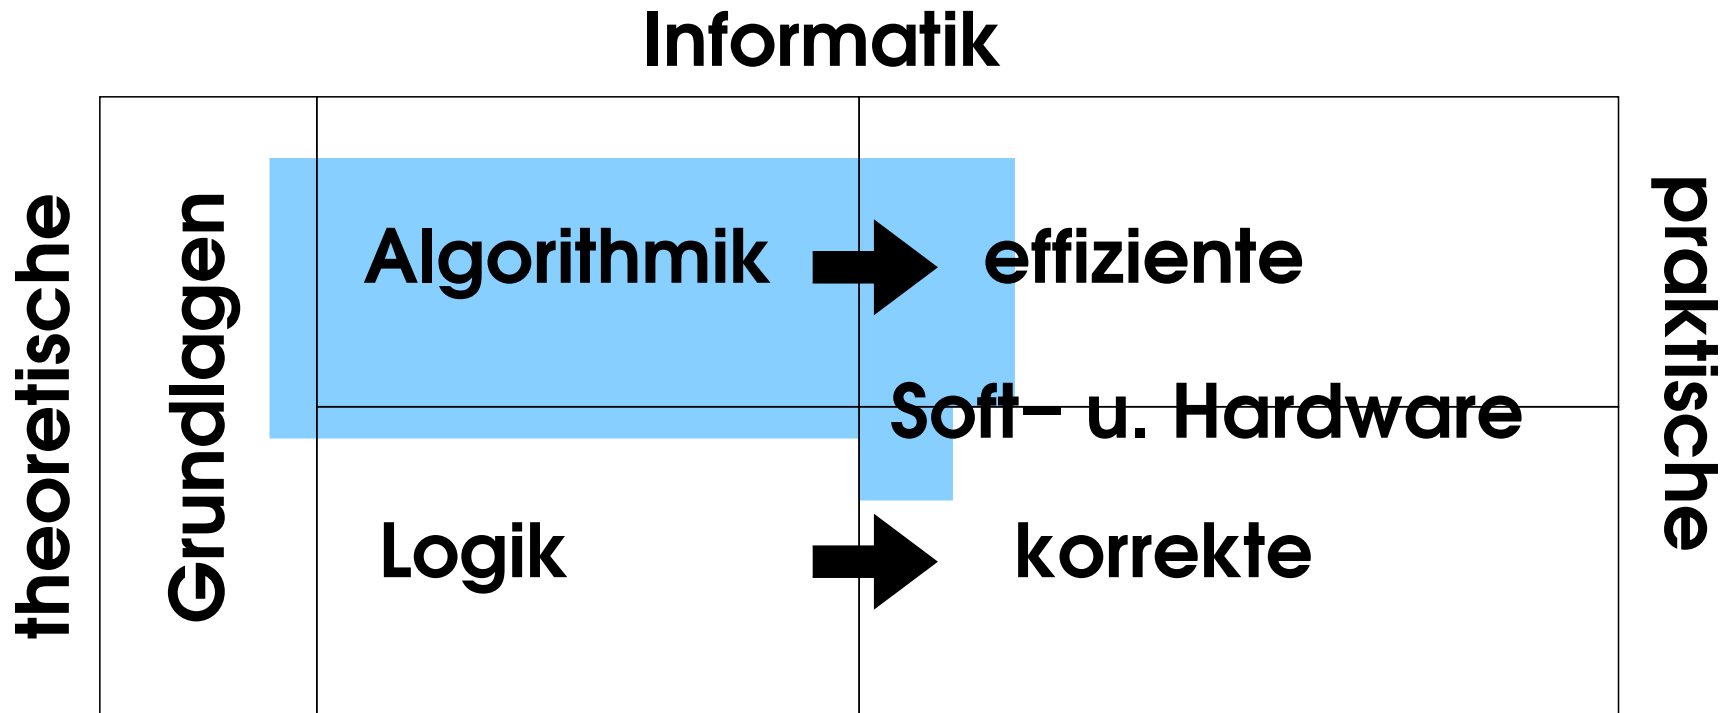 Informatik
theoretische
Grundlagen
Algorithmik
effiziente
Soft– u. Hardware
Logik
korrekte
praktische